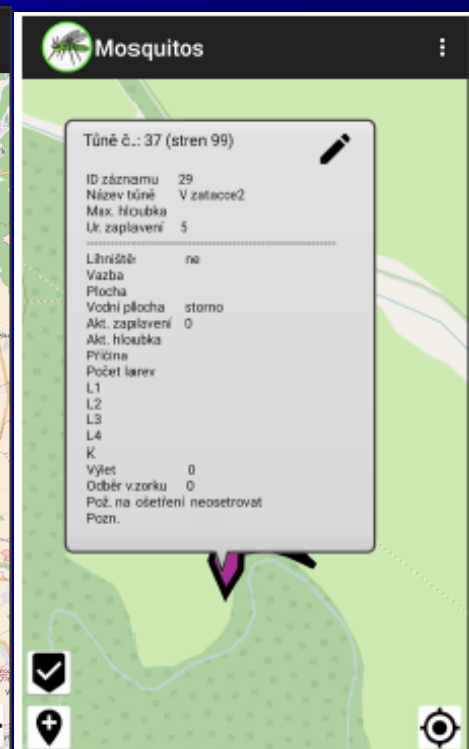 Mosquitos
Tůně č.: 37 (stren 99)
ID záznamu 29
Název tůně V zatacce2
Max. hloubka
Ur. zaplavení 5
Líhniště ne
Vazba
Plocha
Vodní plocha storno
Akt. zaplavení 0
Akt. hloubka
Příčina
Počet larev
L1
L2
L3
L4
K
Výlet 0
Odběr vzorku 0
Pož. na ošetření neosetrovat
Pozn.